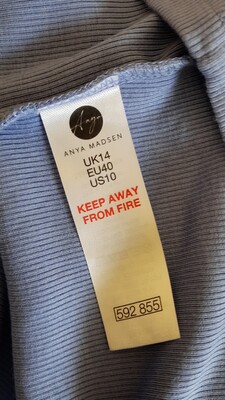 Anya
ANYA MADSEN
UK14
EU40
US10
KEEP AWAY
FROM FIRE
592 855